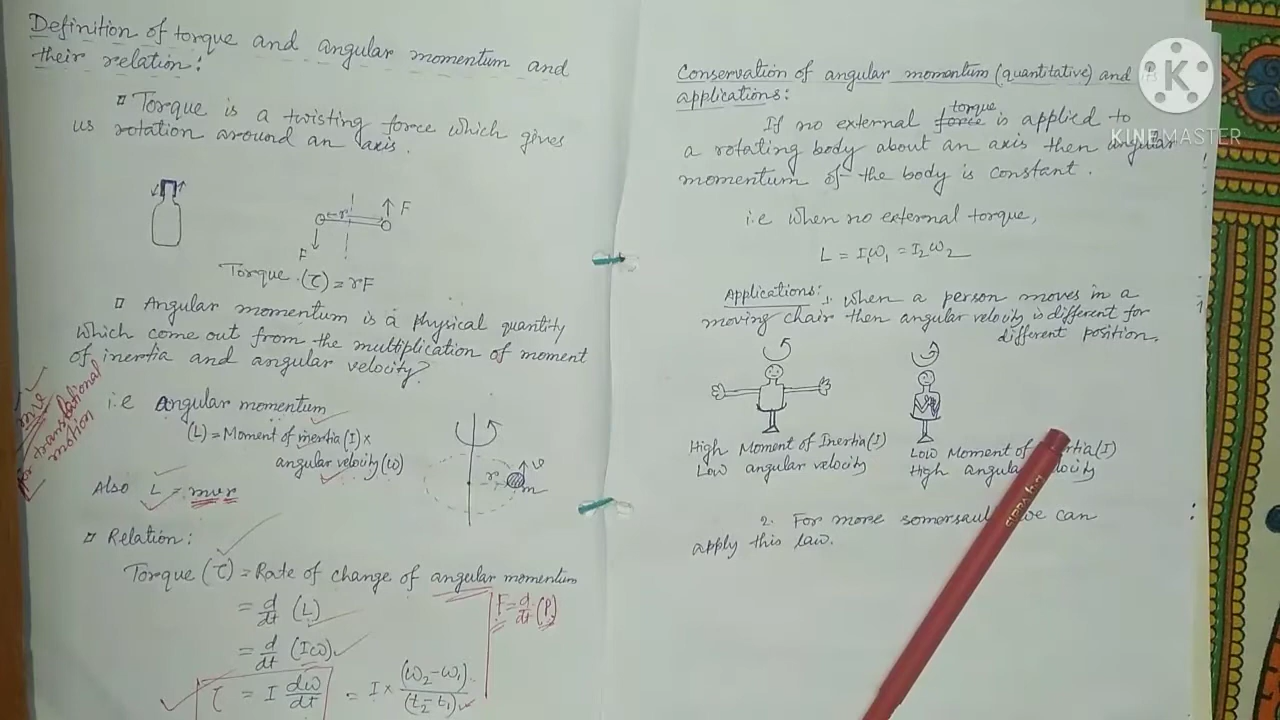 Definition of torque and angular momentum and
their relation:
Torque is a twisting force which gives
us rotation around an axis.
r
F
F
Torque (τ) = rF
Angular momentum is a physical quantity
which come out from the multiplication of moment
of inertia and angular velocity?
i.e angular momentum
(L) = Moment of inertia (I) ×
angular velocity (ω)
Also L = mvr
r
v
m
for translational
motion
Relation:
Torque (τ) = Rate of change of angular momentum
= d/dt (L)
F = d/dt (P)
= d/dt (Iω)
τ = I dω/dt = I × (ω2-ω1)/(t2-t1)
Conservation of angular momentum (quantitative) and
applications:
torque
If no external force is applied to
a rotating body about an axis then angular
momentum of the body is constant.
i.e when no external torque,
L = I1ω1 = I2ω2
Applications: 1. when a person moves in a
moving chair then angular velocity is different for
different position.
High Moment of Inertia (I)
Low angular velocity
Low Moment of
High angular
2. For more we can
apply this law.
K
KINEMASTER